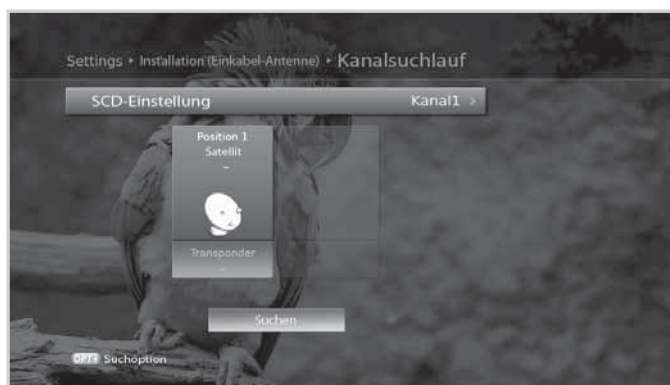 Settings • Installation (Einkabel-Antenne) • Kanalsuchlauf
SCD-Einstellung Kanal1 >
Position 1
Satellit
–
Transponder
–
Suchen
OPT+ Suchoption